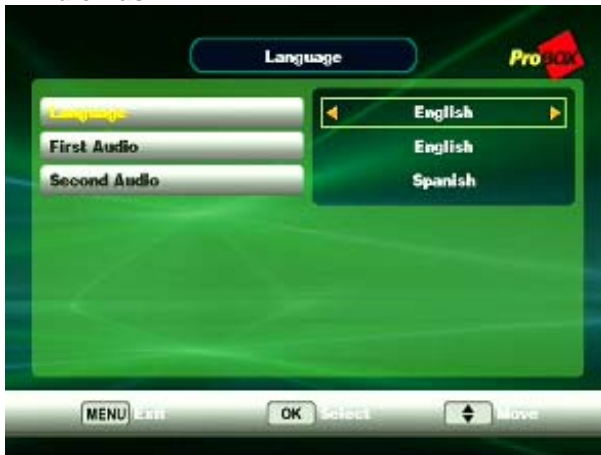 Language
ProBOX
Language English
First Audio English
Second Audio Spanish
MENU Exit OK Select Move